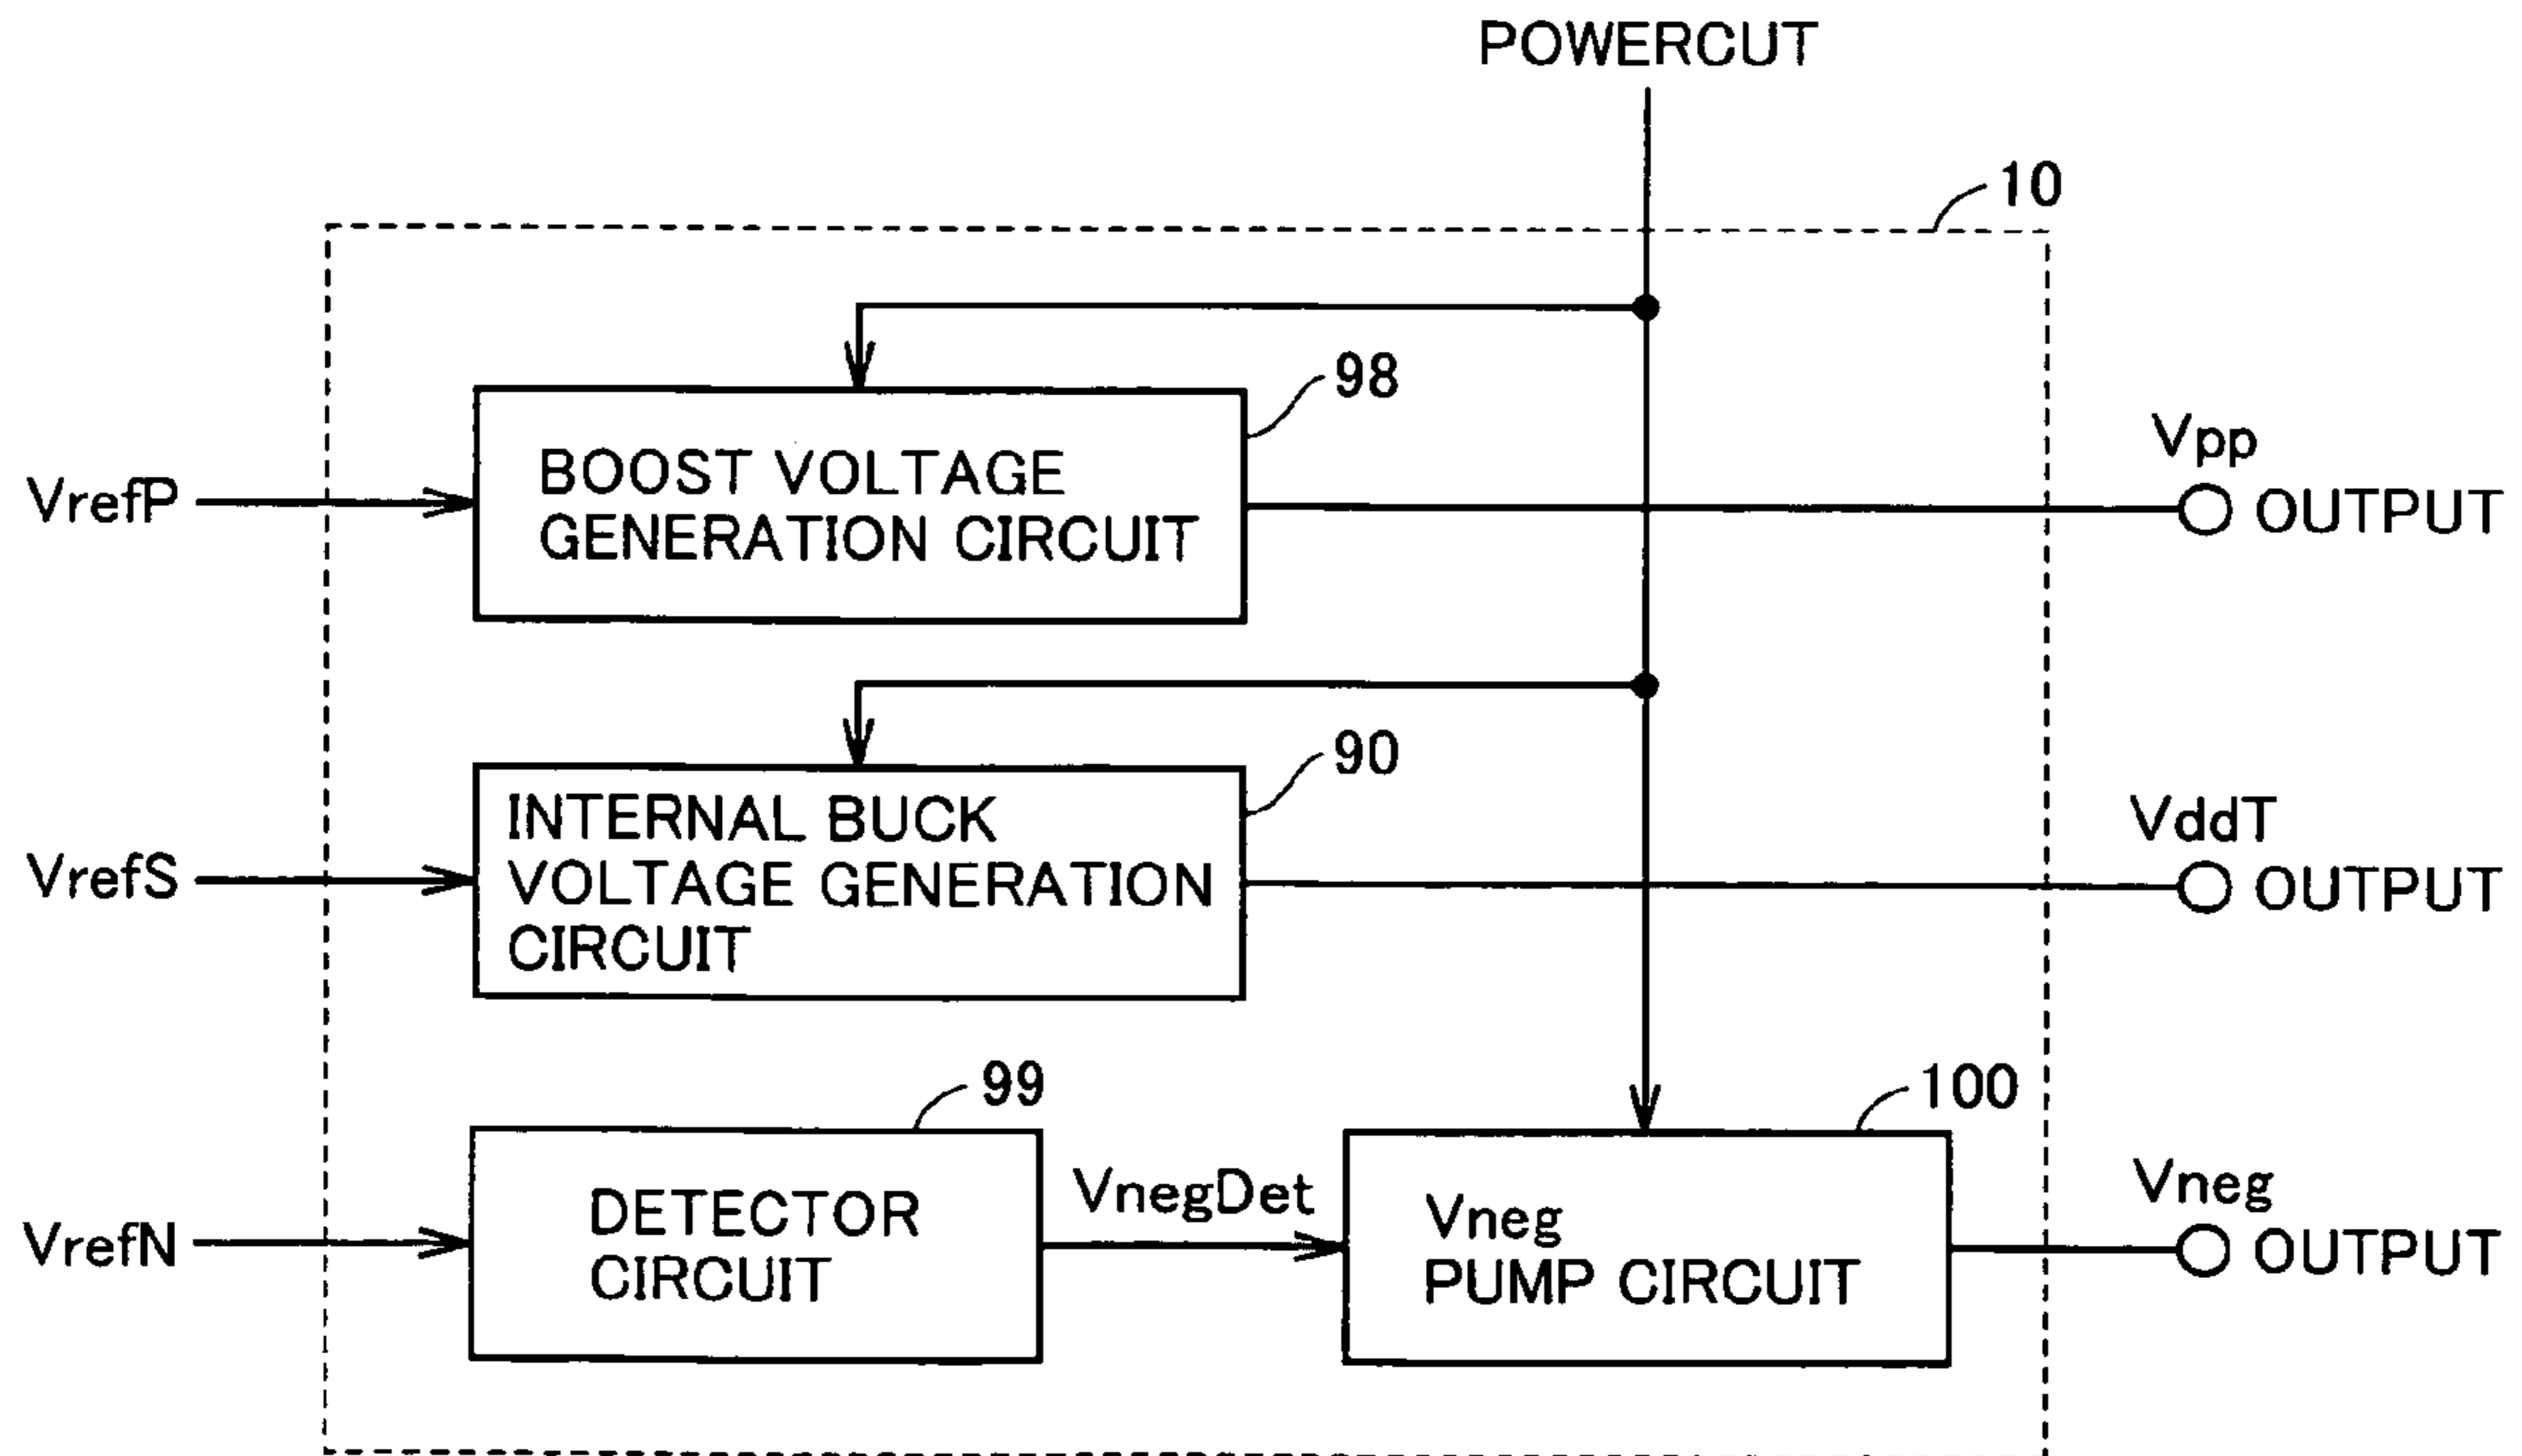 POWERCUT
10
98
BOOST VOLTAGE
GENERATION CIRCUIT
VrefP
Vpp
OUTPUT
90
INTERNAL BUCK
VOLTAGE GENERATION
CIRCUIT
VrefS
VddT
OUTPUT
99
DETECTOR
CIRCUIT
VrefN
VnegDet
100
Vneg
PUMP CIRCUIT
Vneg
OUTPUT